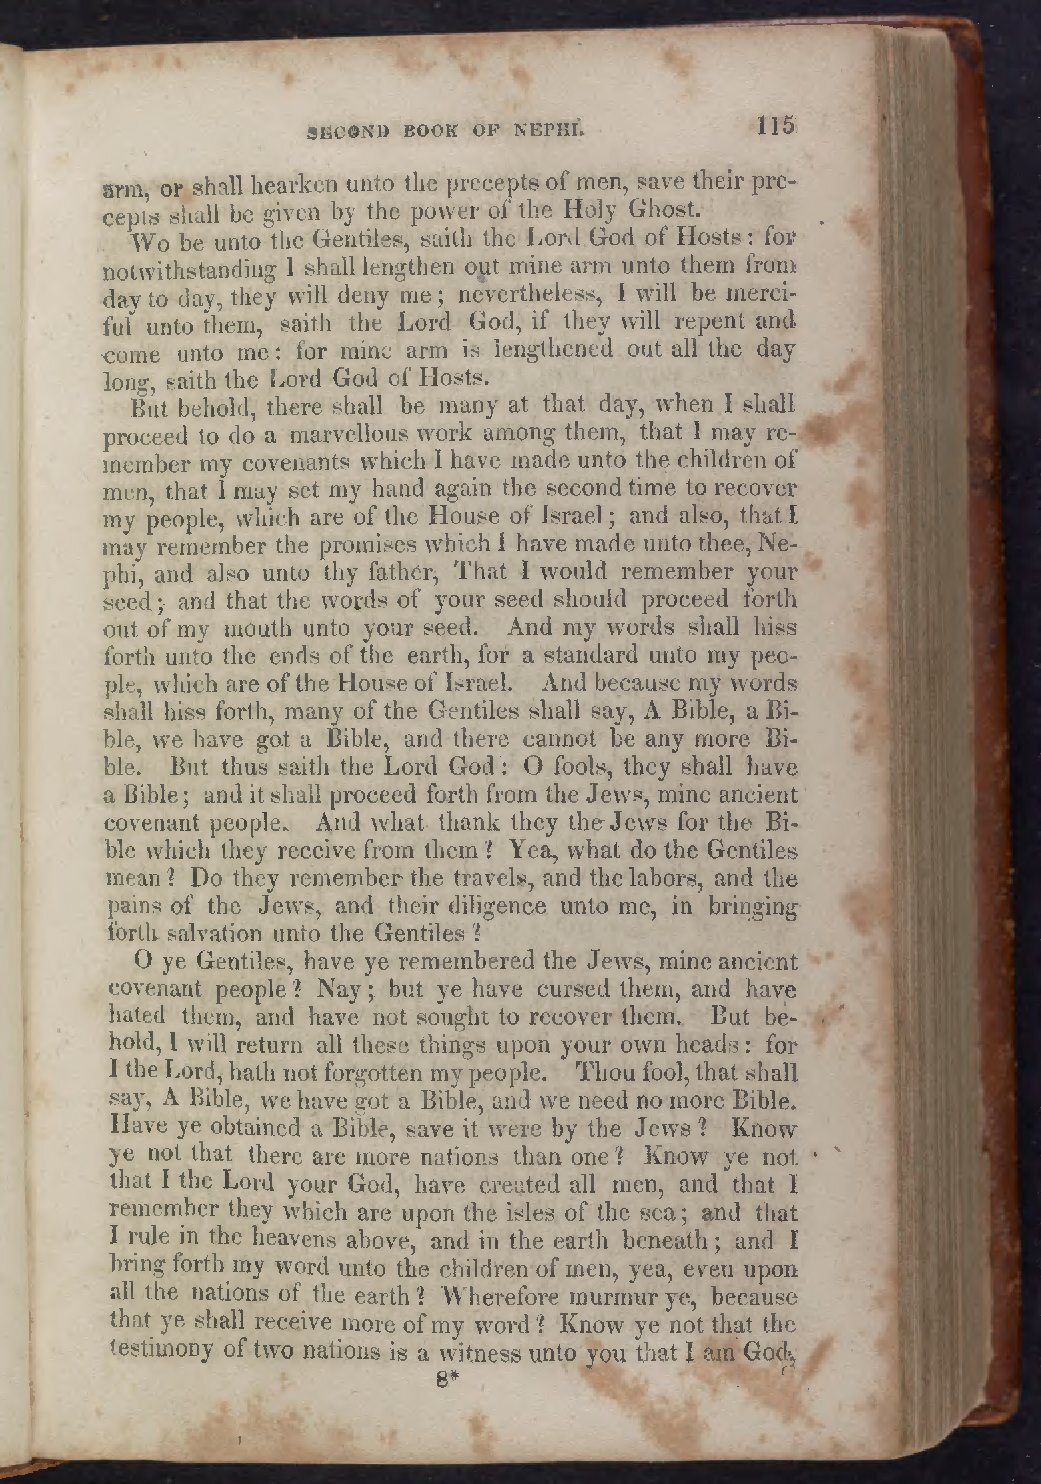 SECOND BOOK OF NEPHI. 115
arm, or shall hearken unto the precepts of men, save their pre-
cepts shall be given by the power of the Holy Ghost.
Wo be unto the Gentiles, saith the Lord God of Hosts: for
notwithstanding I shall lengthen out mine arm unto them from
day to day, they will deny me; nevertheless, I will be merci-
ful unto them, saith the Lord God, if they will repent and
come unto me: for mine arm is lengthened out all the day
long, saith the Lord God of Hosts.
But behold, there shall be many at that day, when I shall
proceed to do a marvellous work among them, that I may re-
member my covenants which I have made unto the children of
men, that I may set my hand again the second time to recover
my people, which are of the House of Israel; and also, that I
may remember the promises which I have made unto thee, Ne-
phi, and also unto thy father, That I would remember your
seed; and that the words of your seed should proceed forth
out of my mouth unto your seed. And my words shall hiss
forth unto the ends of the earth, for a standard unto my peo-
ple, which are of the House of Israel. And because my words
shall hiss forth, many of the Gentiles shall say, A Bible, a Bi-
ble, we have got a Bible, and there cannot be any more Bi-
ble. But thus saith the Lord God: O fools, they shall have
a Bible; and it shall proceed forth from the Jews, mine ancient
covenant people. And what thank they the Jews for the Bi-
ble which they receive from them? Yea, what do the Gentiles
mean? Do they remember the travels, and the labors, and the
pains of the Jews, and their diligence unto me, in bringing
forth salvation unto the Gentiles?
O ye Gentiles, have ye remembered the Jews, mine ancient
covenant people? Nay; but ye have cursed them, and have
hated them, and have not sought to recover them. But be-
hold, I will return all these things upon your own heads: for
I the Lord, hath not forgotten my people. Thou fool, that shall
say, A Bible, we have got a Bible, and we need no more Bible.
Have ye obtained a Bible, save it were by the Jews? Know
ye not that there are more nations than one? Know ye not
that I the Lord your God, have created all men, and that I
remember they which are upon the isles of the sea; and that
I rule in the heavens above, and in the earth beneath; and I
bring forth my word unto the children of men, yea, even upon
all the nations of the earth? Wherefore murmur ye, because
that ye shall receive more of my word? Know ye not that the
testimony of two nations is a witness unto you that I am God,
8*